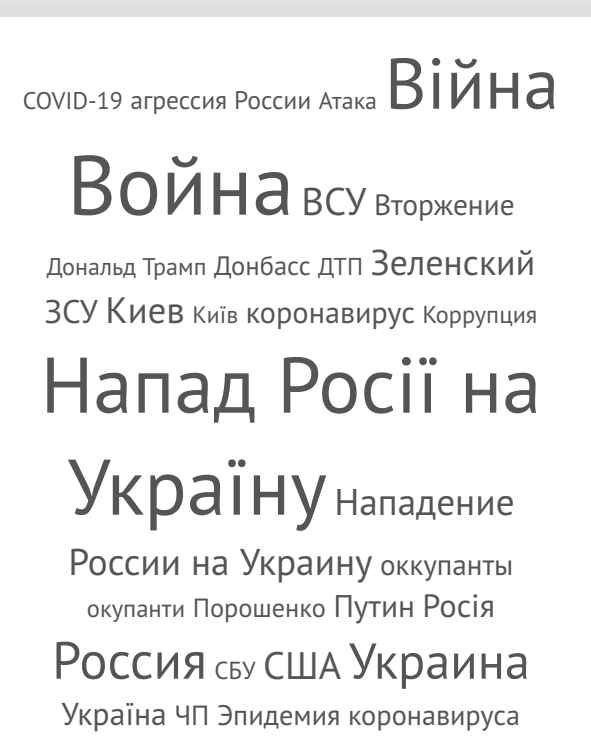 COVID-19 агрессия России Атака Війна
Война ВСУ Вторжение
Дональд Трамп Донбасс ДТП Зеленский
ЗСУ Киев Київ коронавирус Коррупция
Напад Росії на
Україну Нападение
России на Украину оккупанты
окупанти Порошенко Путин Росія
Россия СБУ США Украина
Україна ЧП Эпидемия коронавируса